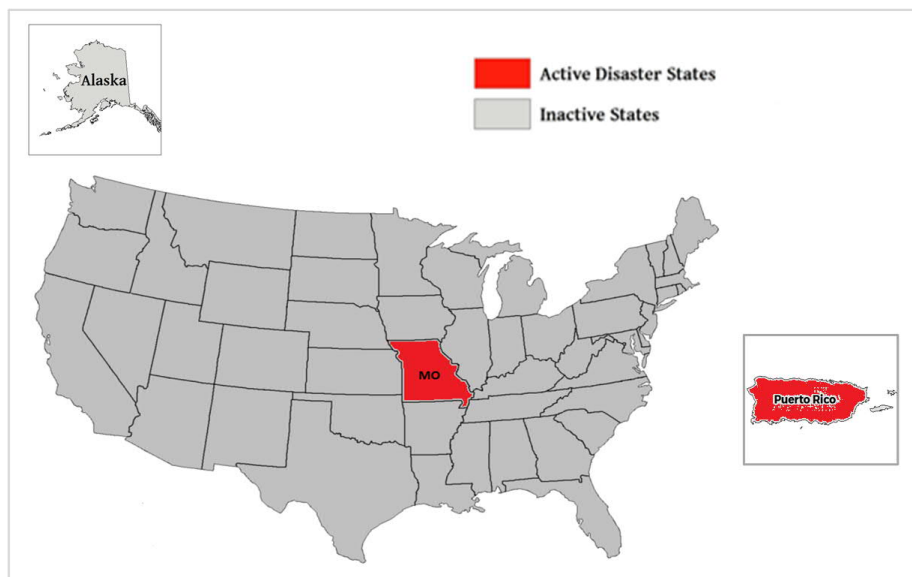 Alaska
Active Disaster States
Inactive States
MO
Puerto Rico